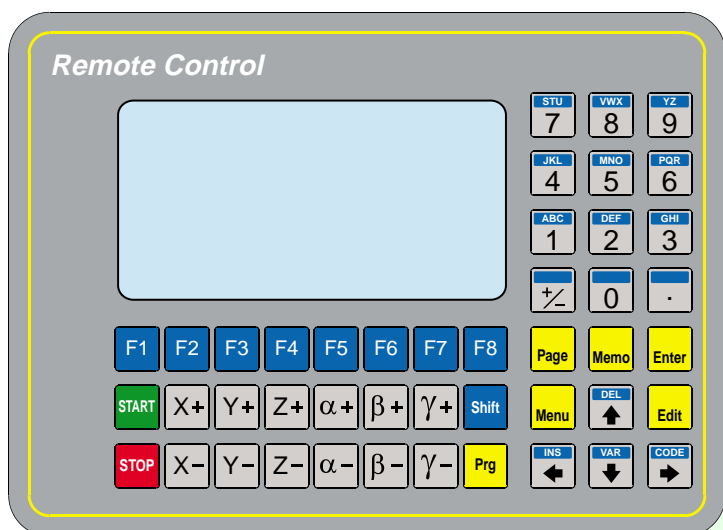 Remote Control
STU VWX YZ
7 8 9
JKL MNO PQR
4 5 6
ABC DEF GHI
1 2 3
+/− 0 .
F1 F2 F3 F4 F5 F6 F7 F8 Page Memo Enter
START X+ Y+ Z+ α+ β+ γ+ Shift Menu DEL Edit
STOP X− Y− Z− α− β− γ− Prg INS VAR CODE